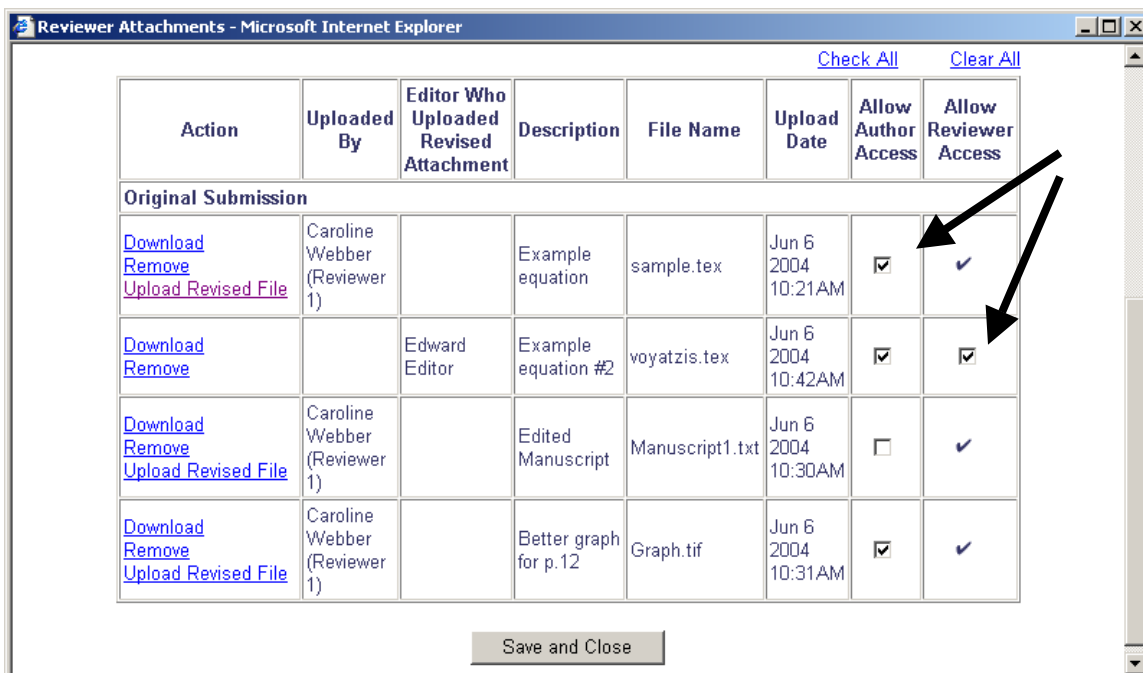 Reviewer Attachments - Microsoft Internet Explorer
Check All Clear All
Action Uploaded By Editor Who Uploaded Revised Attachment Description File Name Upload Date Allow Author Access Allow Reviewer Access
Original Submission
Download Remove Upload Revised File Caroline Webber (Reviewer 1) Example equation sample.tex Jun 6 2004 10:21AM
Download Remove Edward Editor Example equation #2 voyatzis.tex Jun 6 2004 10:42AM
Download Remove Upload Revised File Caroline Webber (Reviewer 1) Edited Manuscript Manuscript1.txt Jun 6 2004 10:30AM
Download Remove Upload Revised File Caroline Webber (Reviewer 1) Better graph for p.12 Graph.tif Jun 6 2004 10:31AM
Save and Close